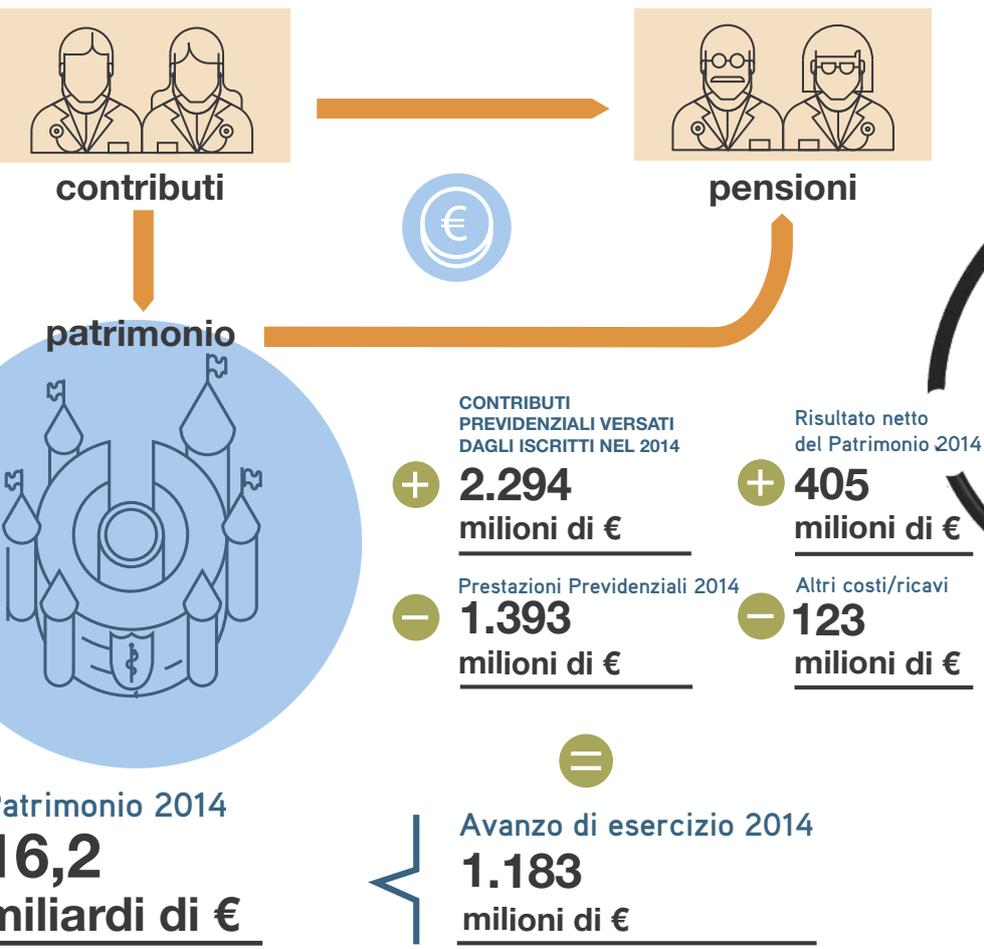 contributi
pensioni
€
patrimonio
CONTRIBUTI
PREVIDENZIALI VERSATI
DAGLI ISCRITTI NEL 2014
+ 2.294
milioni di €
Risultato netto
del Patrimonio 2014
+ 405
milioni di €
Prestazioni Previdenziali 2014
− 1.393
milioni di €
Altri costi/ricavi
− 123
milioni di €
=
Patrimonio 2014
16,2
miliardi di €
Avanzo di esercizio 2014
1.183
milioni di €